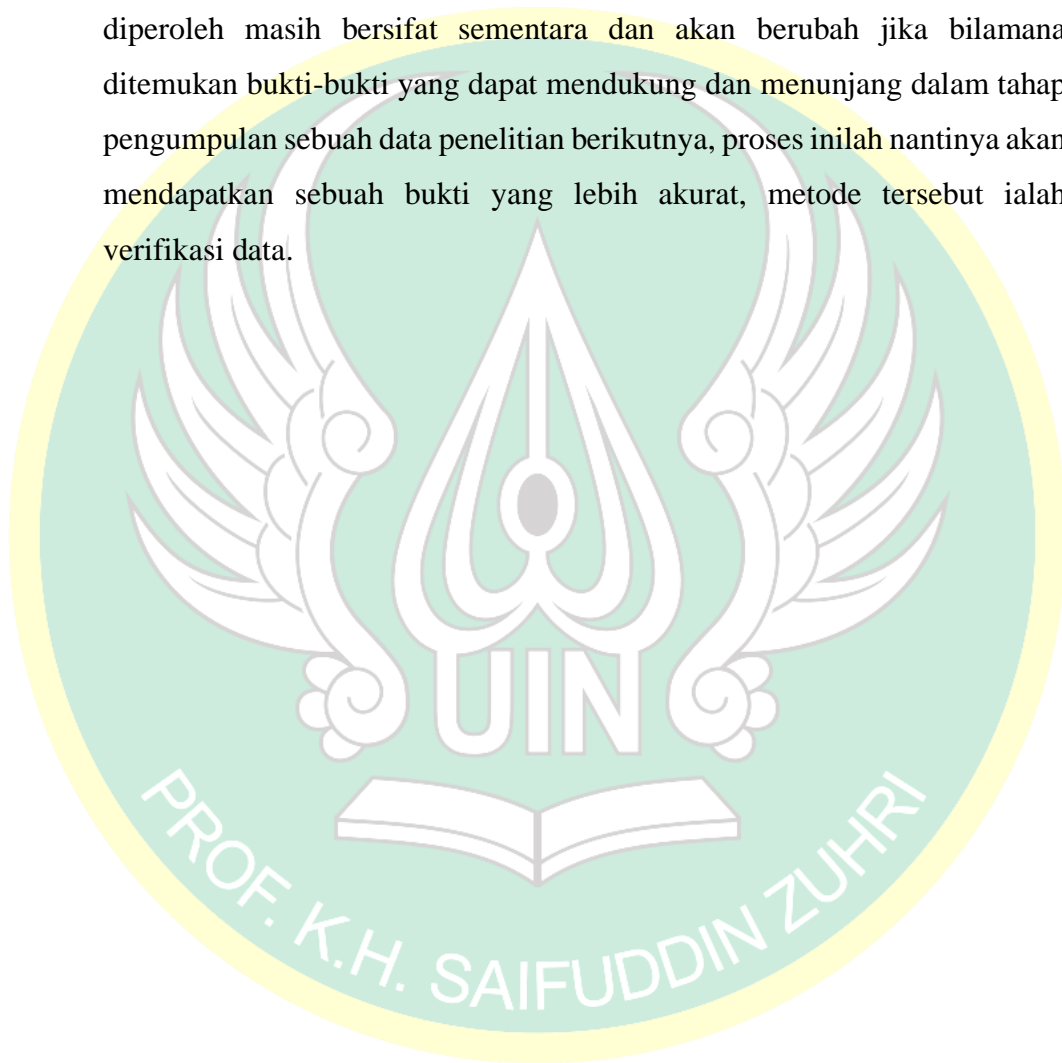 diperoleh masih bersifat sementara dan akan berubah jika bilamana
ditemukan bukti-bukti yang dapat mendukung dan menunjang dalam tahap
pengumpulan sebuah data penelitian berikutnya, proses inilah nantinya akan
mendapatkan sebuah bukti yang lebih akurat, metode tersebut ialah
verifikasi data.
UIN
PROF. K.H. SAIFUDDIN ZUHRI